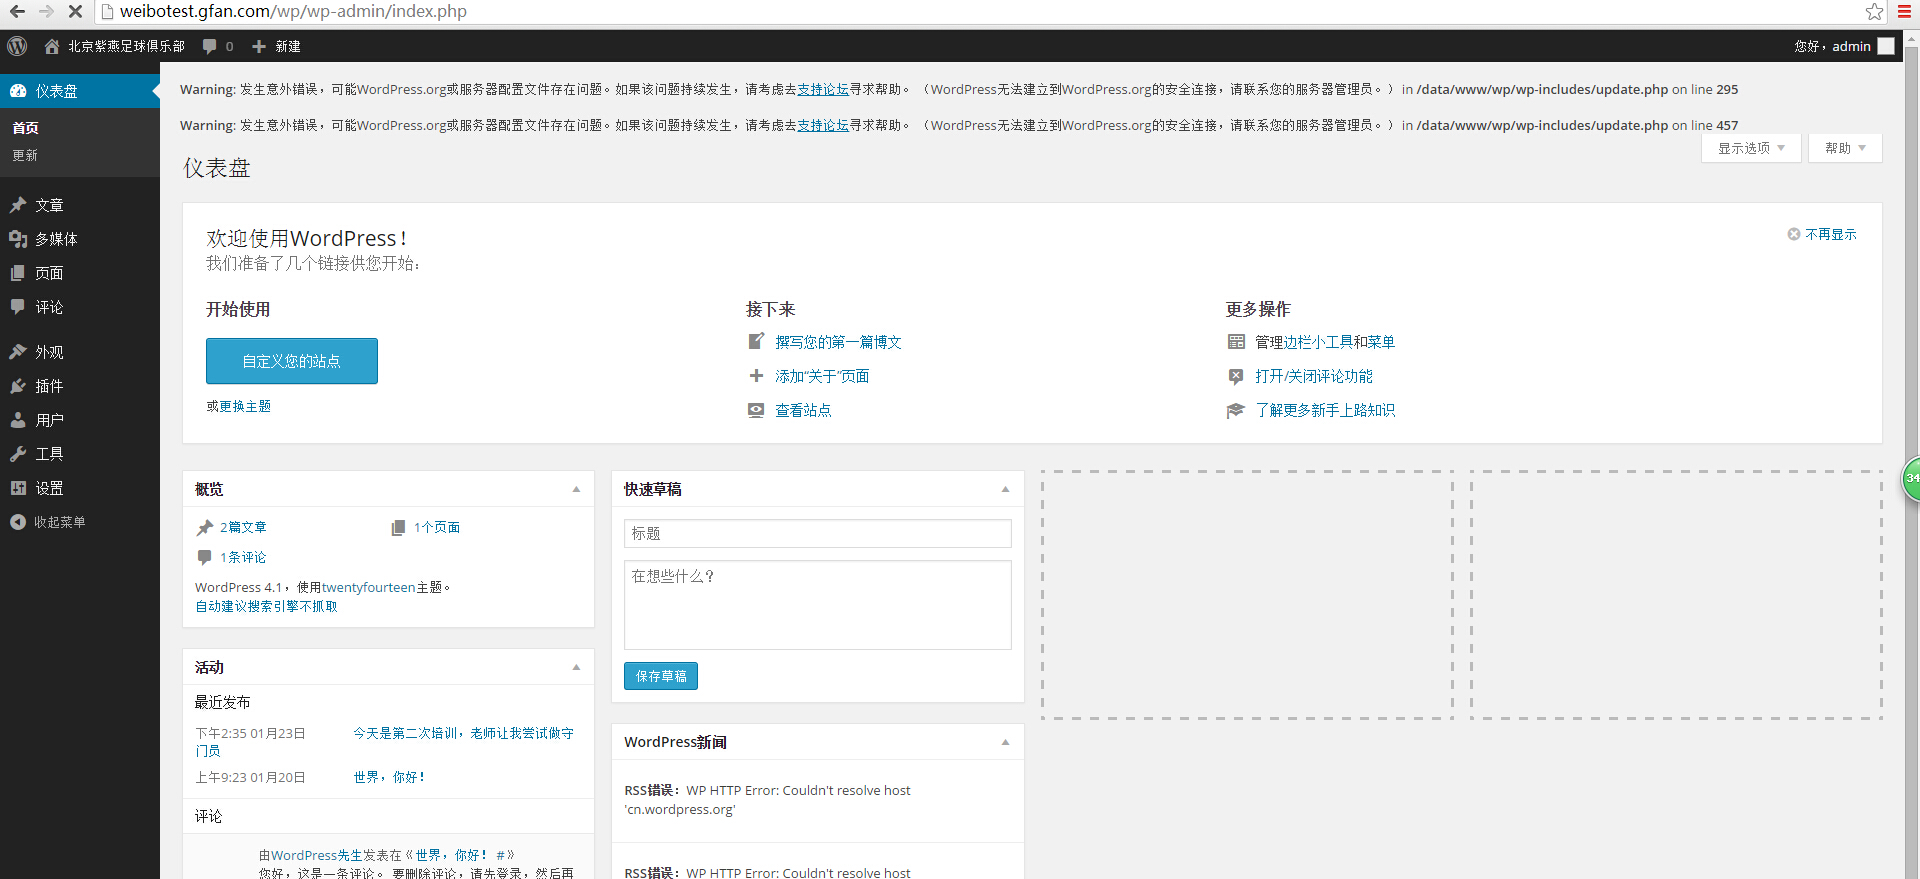 weibotest.gfan.com/wp/wp-admin/index.php
北京紫燕足球俱乐部 0 新建 您好，admin
仪表盘
首页
更新
文章
多媒体
页面
评论
外观
插件
用户
工具
设置
收起菜单
Warning: 发生意外错误，可能WordPress.org或服务器配置文件存在问题。如果该问题持续发生，请考虑去支持论坛寻求帮助。（WordPress无法建立到WordPress.org的安全连接，请联系您的服务器管理员。） in /data/www/wp/wp-includes/update.php on line 295
Warning: 发生意外错误，可能WordPress.org或服务器配置文件存在问题。如果该问题持续发生，请考虑去支持论坛寻求帮助。（WordPress无法建立到WordPress.org的安全连接，请联系您的服务器管理员。） in /data/www/wp/wp-includes/update.php on line 457
显示选项 帮助
仪表盘
欢迎使用WordPress！
不再显示
我们准备了几个链接供您开始：
开始使用
自定义您的站点
或更换主题
接下来
撰写您的第一篇博文
添加“关于”页面
查看站点
更多操作
管理边栏小工具和菜单
打开/关闭评论功能
了解更多新手上路知识
34
概览
2篇文章 1个页面
1条评论
WordPress 4.1，使用twentyfourteen主题。
自动建议搜索引擎不抓取
活动
最近发布
下午2:35 01月23日 今天是第二次培训，老师让我尝试做守
门员
上午9:23 01月20日 世界，你好！
评论
由WordPress先生发表在《世界，你好！ #》
您好，这是一条评论。 要删除评论，请先登录，然后再
快速草稿
标题
在想些什么？
保存草稿
WordPress新闻
RSS错误：WP HTTP Error: Couldn't resolve host
'cn.wordpress.org'
RSS错误：WP HTTP Error: Couldn't resolve host